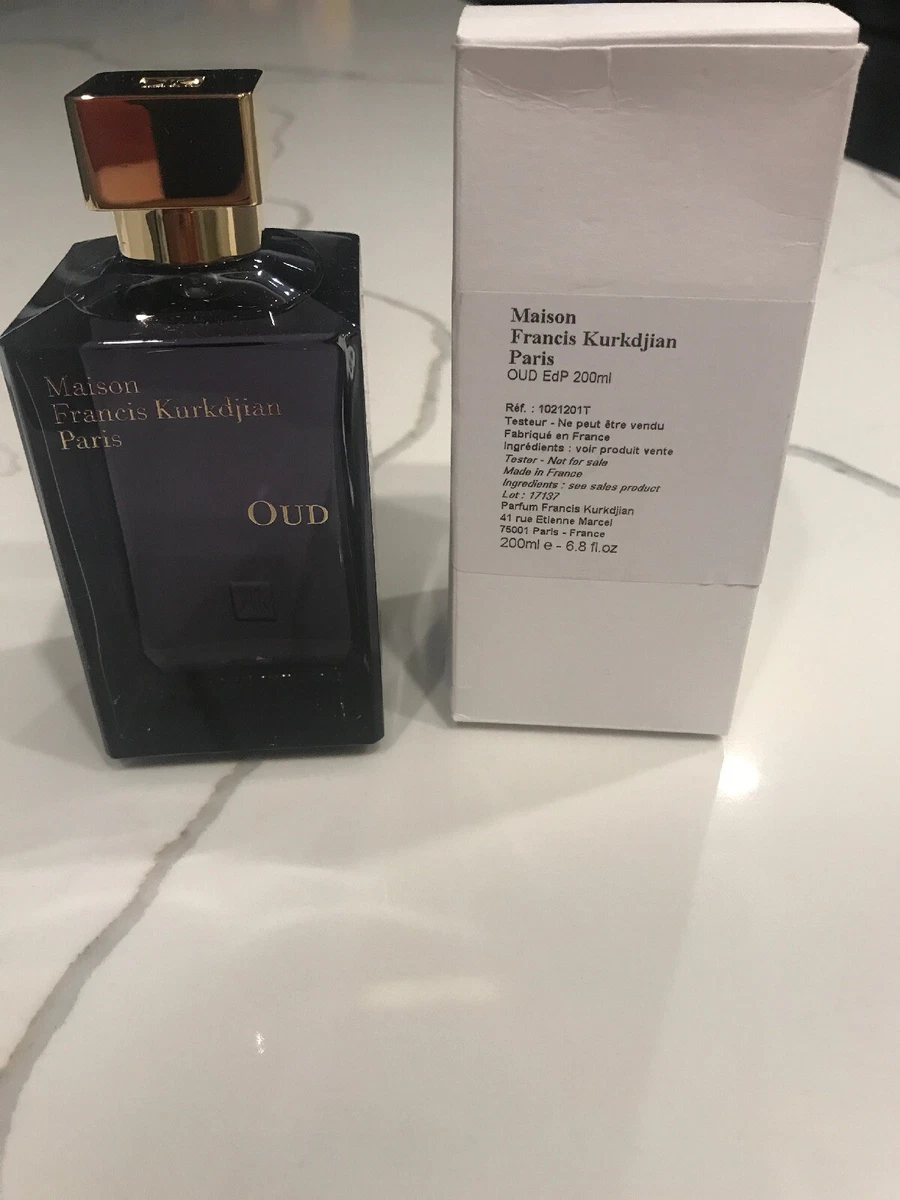 Maison
Francis Kurkdjian
Paris
OUD
Maison
Francis Kurkdjian
Paris
OUD EdP 200ml
Réf. : 1021201T
Testeur - Ne peut être vendu
Fabriqué en France
Ingrédients : voir produit vente
Tester - Not for sale
Made in France
Ingredients : see sales product
Lot : 17137
Parfum Francis Kurkdjian
41 rue Etienne Marcel
75001 Paris - France
200ml e - 6.8 fl.oz